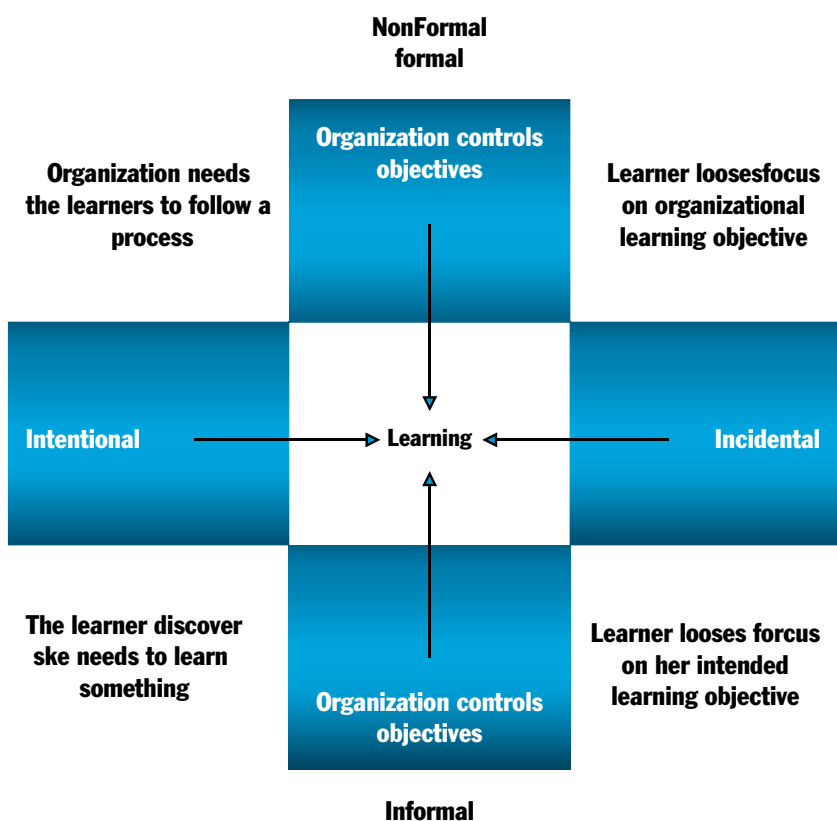 NonFormal
formal
Organization controls
objectives
Organization needs
the learners to follow a
process
Learner loosesfocus
on organizational
learning objective
Intentional
Learning
Incidental
The learner discover
ske needs to learn
something
Organization controls
objectives
Learner looses forcus
on her intended
learning objective
Informal